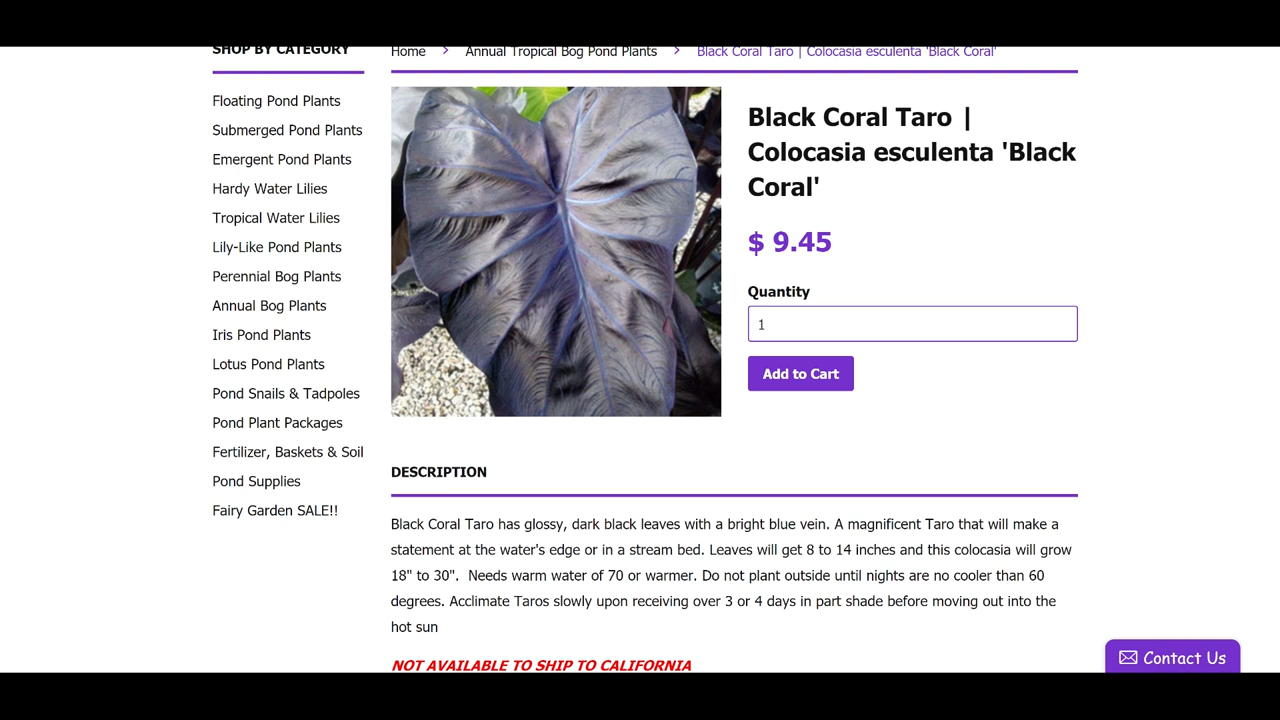 SHOP BY CATEGORY
Home > Annual Tropical Bog Pond Plants > Black Coral Taro | Colocasia esculenta 'Black Coral'
Floating Pond Plants
Submerged Pond Plants
Emergent Pond Plants
Hardy Water Lilies
Tropical Water Lilies
Lily-Like Pond Plants
Perennial Bog Plants
Annual Bog Plants
Iris Pond Plants
Lotus Pond Plants
Pond Snails & Tadpoles
Pond Plant Packages
Fertilizer, Baskets & Soil
Pond Supplies
Fairy Garden SALE!!
Black Coral Taro |
Colocasia esculenta 'Black
Coral'
$ 9.45
Quantity
1
Add to Cart
DESCRIPTION
Black Coral Taro has glossy, dark black leaves with a bright blue vein. A magnificent Taro that will make a
statement at the water's edge or in a stream bed. Leaves will get 8 to 14 inches and this colocasia will grow
18" to 30".  Needs warm water of 70 or warmer. Do not plant outside until nights are no cooler than 60
degrees. Acclimate Taros slowly upon receiving over 3 or 4 days in part shade before moving out into the
hot sun
NOT AVAILABLE TO SHIP TO CALIFORNIA
Contact Us